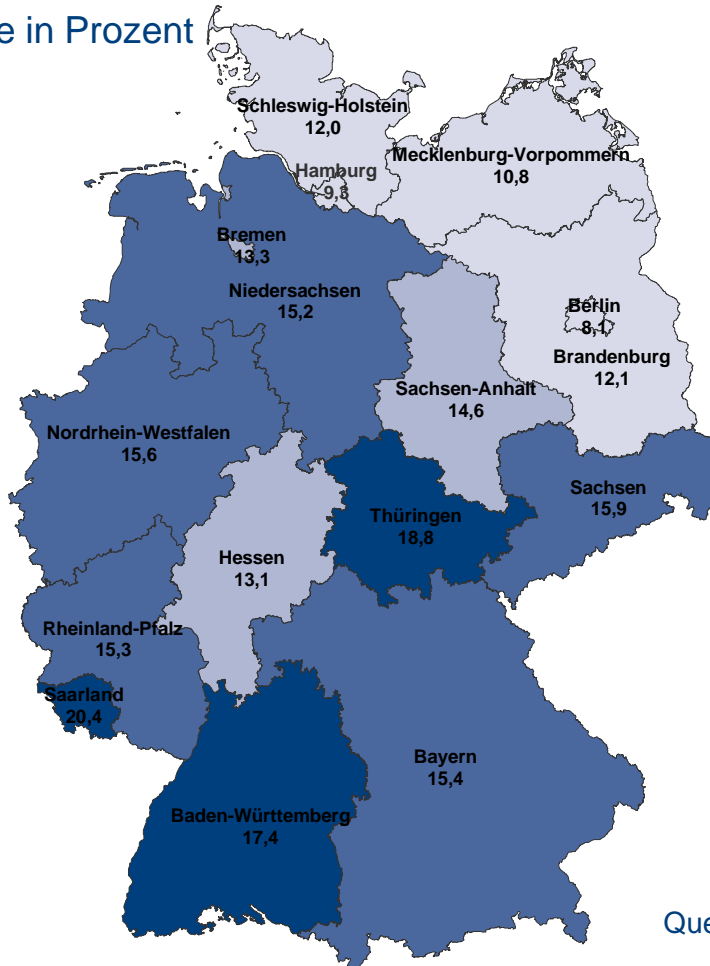 e in Prozent
Schleswig-Holstein
12,0
Mecklenburg-Vorpommern
10,8
Hamburg
9,3
Bremen
13,3
Niedersachsen
15,2
Berlin
8,1
Brandenburg
12,1
Sachsen-Anhalt
14,6
Nordrhein-Westfalen
15,6
Sachsen
15,9
Thüringen
18,8
Hessen
13,1
Rheinland-Pfalz
15,3
Saarland
20,4
Bayern
15,4
Baden-Württemberg
17,4
Que